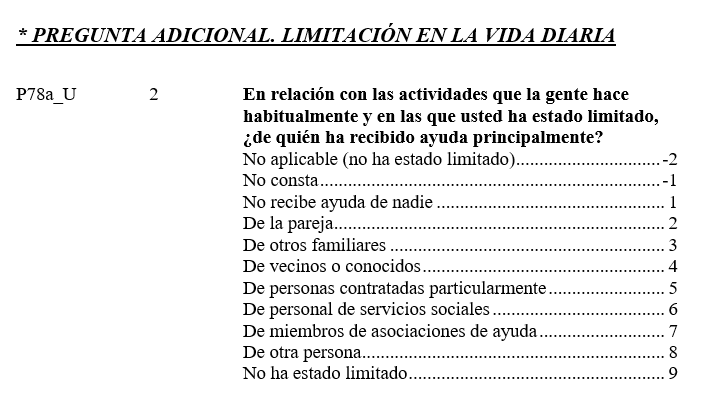 * PREGUNTA ADICIONAL. LIMITACIÓN EN LA VIDA DIARIA
P78a_U 2 En relación con las actividades que la gente hace
habitualmente y en las que usted ha estado limitado,
¿de quién ha recibido ayuda principalmente?
No aplicable (no ha estado limitado)................................-2
No consta...........................................................................-1
No recibe ayuda de nadie ................................................. 1
De la pareja........................................................................ 2
De otros familiares ............................................................ 3
De vecinos o conocidos..................................................... 4
De personas contratadas particularmente.......................... 5
De personal de servicios sociales...................................... 6
De miembros de asociaciones de ayuda............................ 7
De otra persona.................................................................. 8
No ha estado limitado........................................................ 9